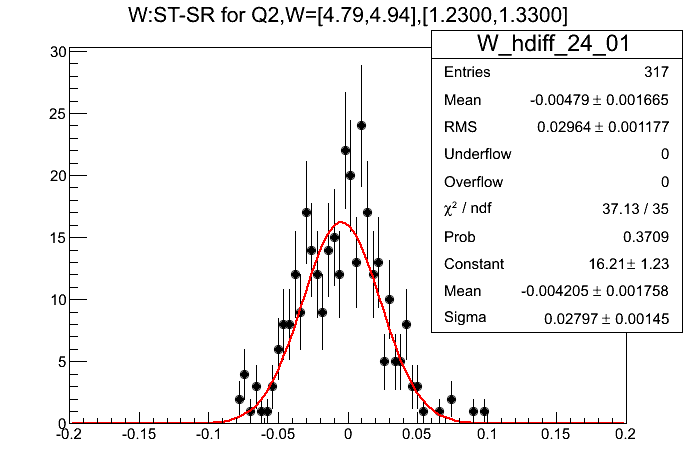 W:ST-SR for Q2,W=[4.79,4.94],[1.2300,1.3300]
W_hdiff_24_01
Entries 317
Mean -0.00479 ± 0.001665
RMS 0.02964 ± 0.001177
Underflow 0
Overflow 0
χ² / ndf 37.13 / 35
Prob 0.3709
Constant 16.21 ± 1.23
Mean -0.004205 ± 0.001758
Sigma 0.02797 ± 0.00145
30
25
20
15
10
5
0
-0.2 -0.15 -0.1 -0.05 0 0.05 0.1 0.15 0.2